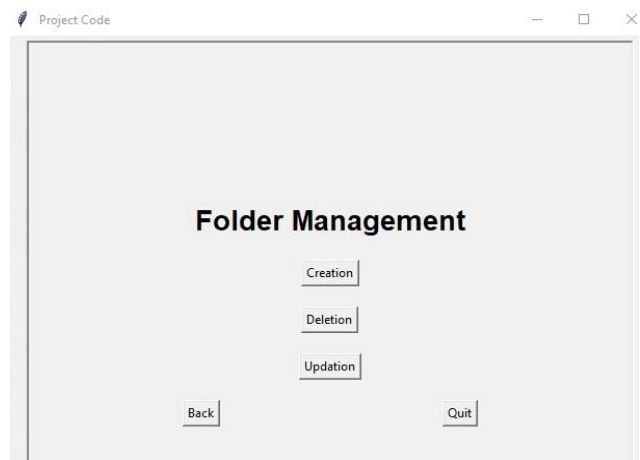 Project Code
Folder Management
Creation
Deletion
Updation
Back Quit